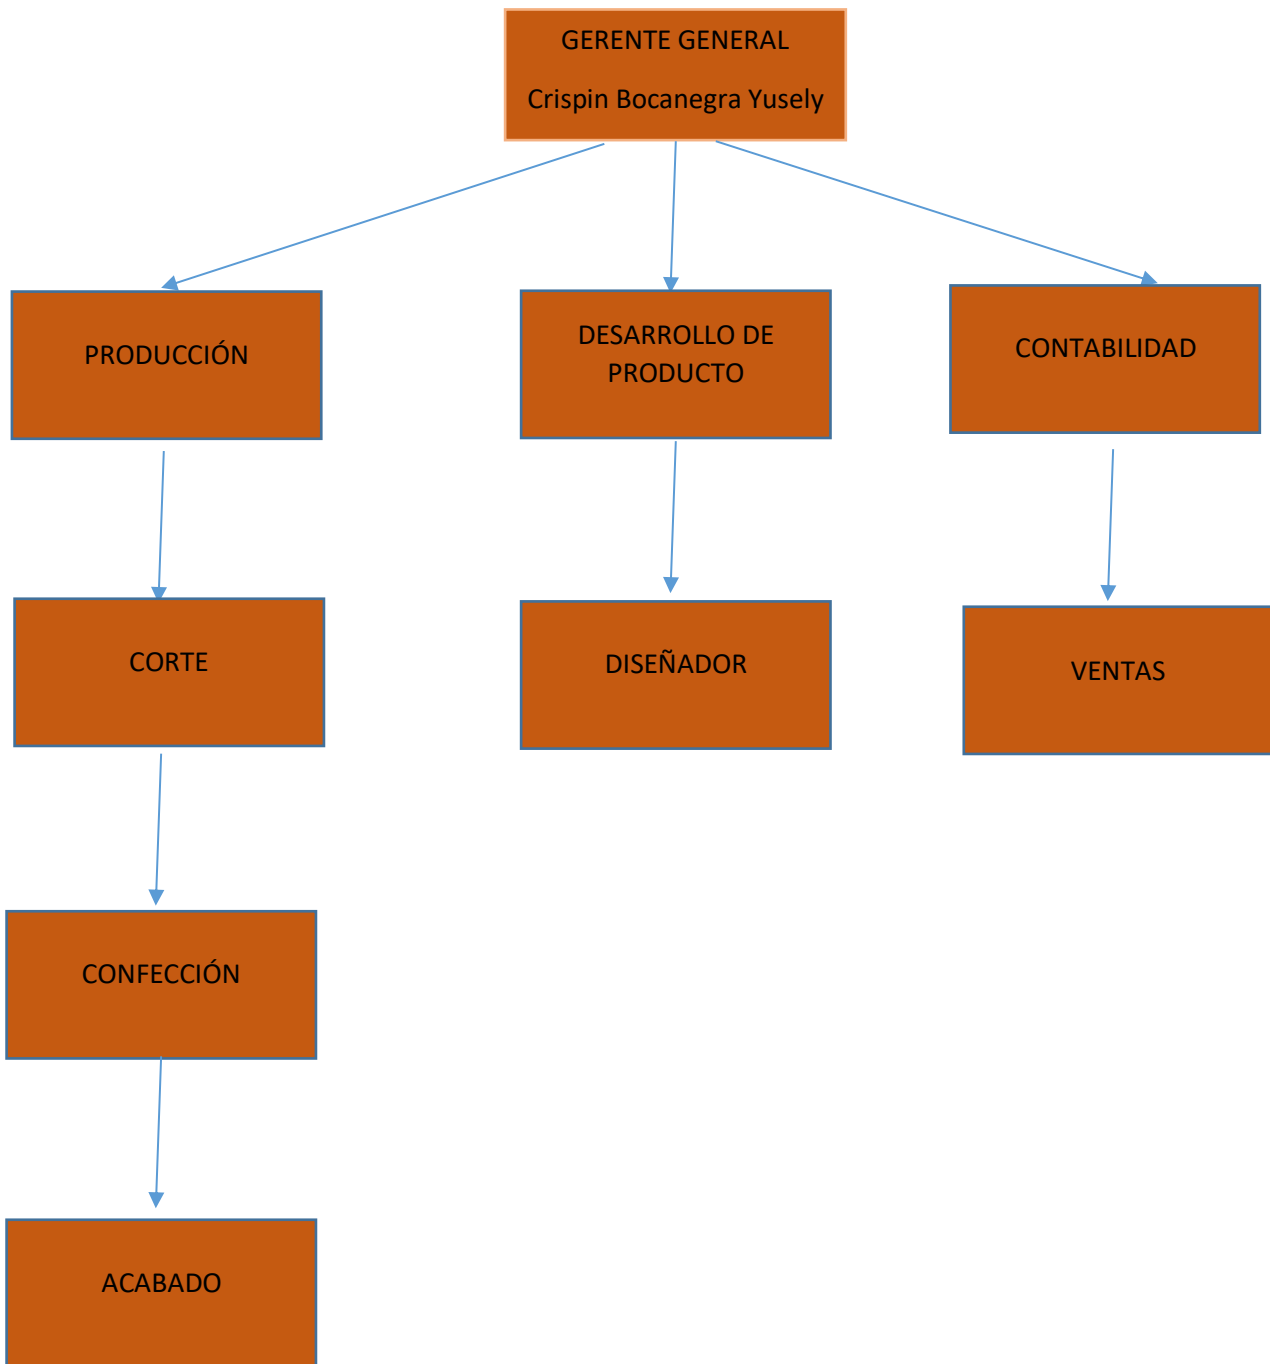 GERENTE GENERAL
Crispin Bocanegra Yusely
PRODUCCIÓN
DESARROLLO DE
PRODUCTO
CONTABILIDAD
CORTE
DISEÑADOR
VENTAS
CONFECCIÓN
ACABADO